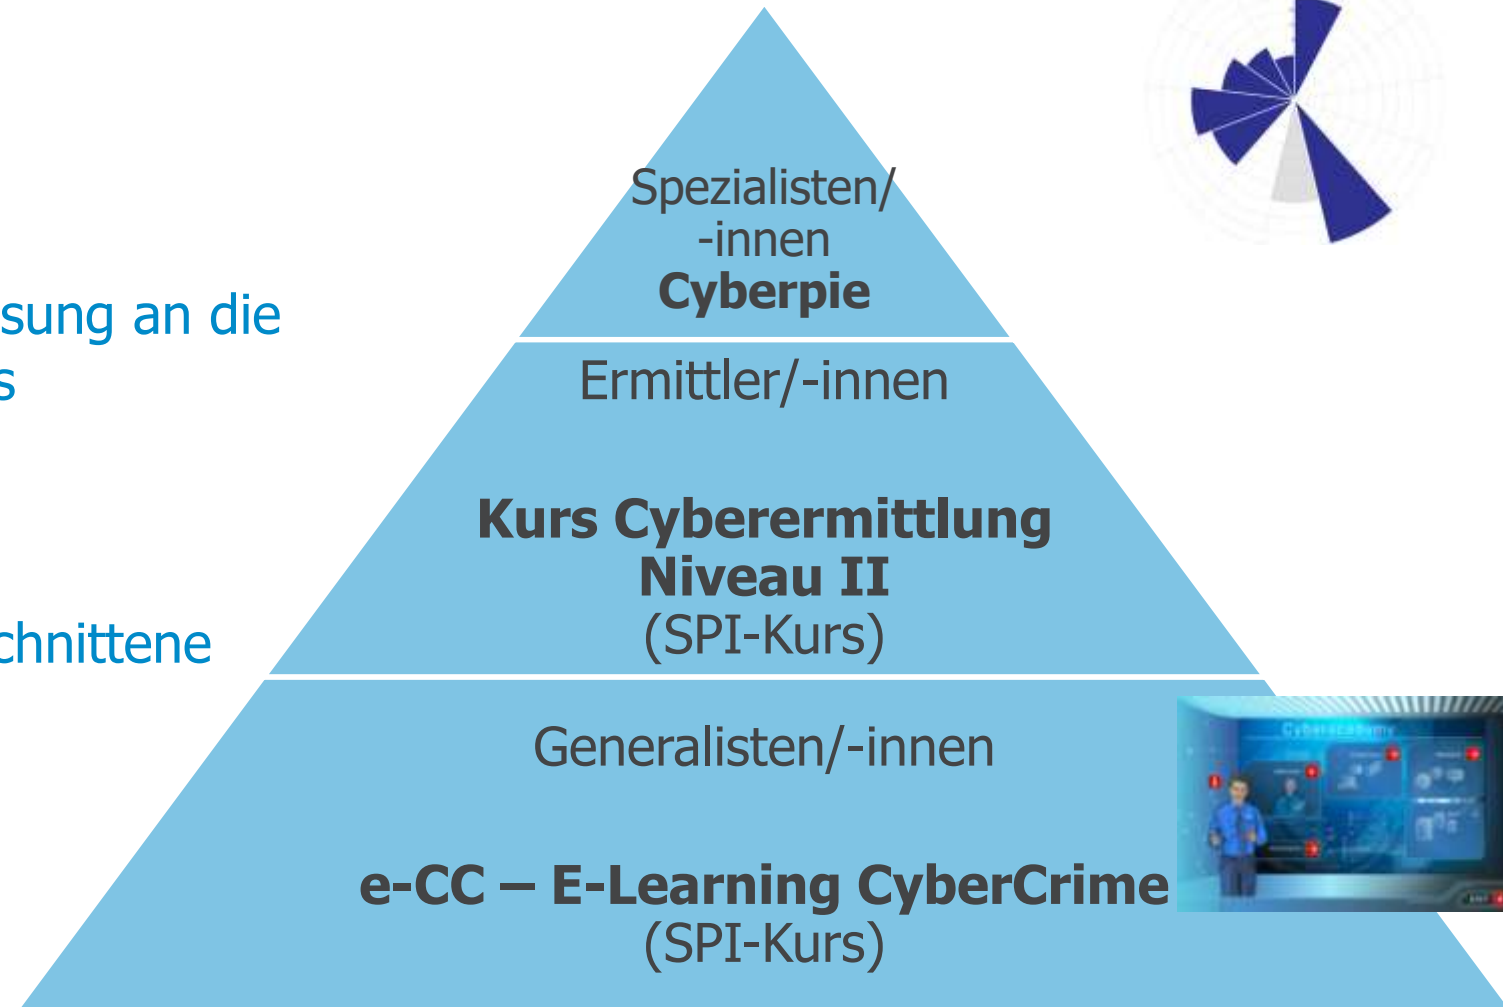 Spezialisten/
-innen
Cyberpie
sung an die
s
Ermittler/-innen
Kurs Cyberermittlung
Niveau II
(SPI-Kurs)
chnittene
Generalisten/-innen
Cyberacademy
e-CC – E-Learning CyberCrime
(SPI-Kurs)